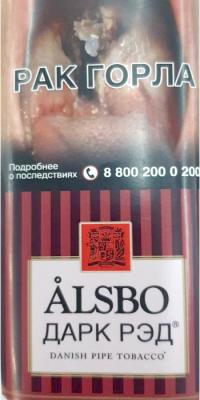 РАК ГОРЛА
Подробнее
о последствиях
8 800 200 0 200
ÅLSBO
ДАРК РЭД®
DANISH PIPE TOBACCO